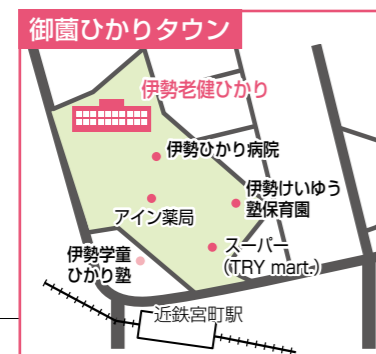 御薗ひかりタウン
伊勢老健ひかり
伊勢ひかり病院
伊勢けいゆう
塾保育園
アイン薬局
スーパー
(TRY mart.)
伊勢学童
ひかり塾
近鉄宮町駅